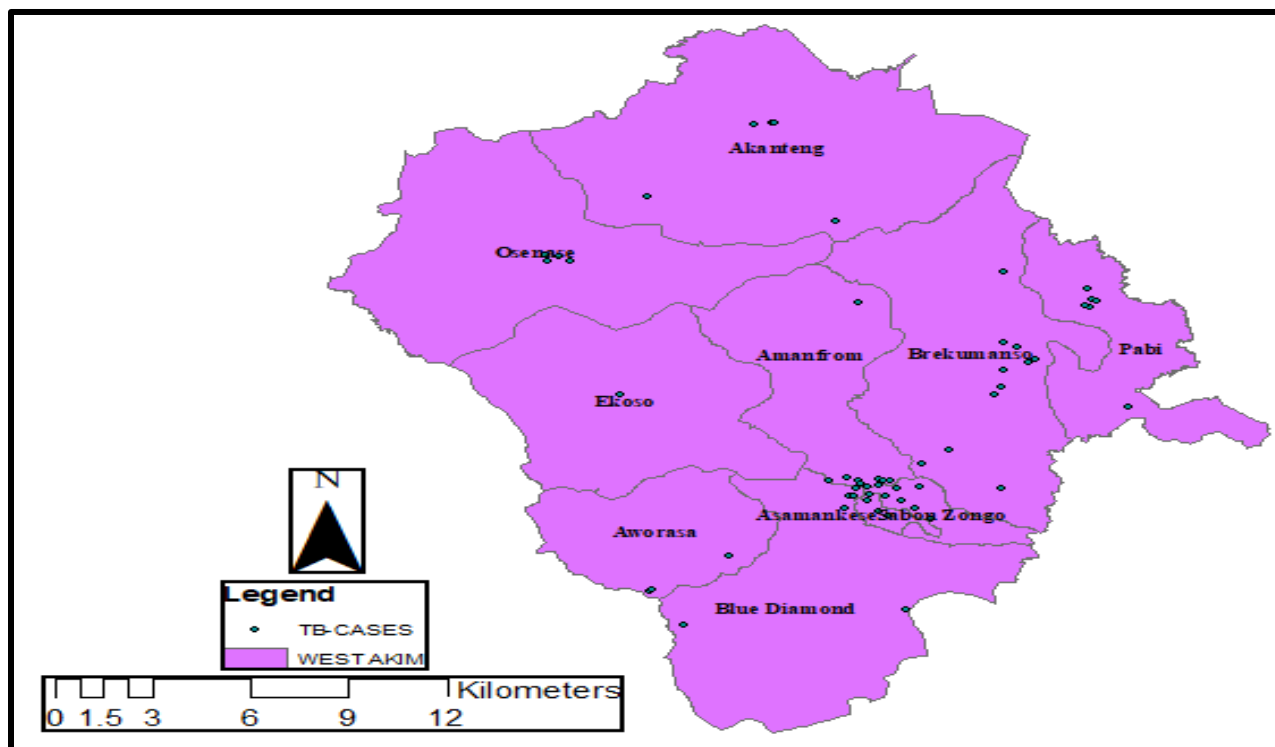 Akanteng
Osenase
Amanfrom
Brekumanso
Pabi
Ekoso
Asamankese
Sabon Zongo
Aworasa
Blue Diamond
N
Legend
TB-CASES
WEST AKIM
Kilometers
0 1.5 3 6 9 12